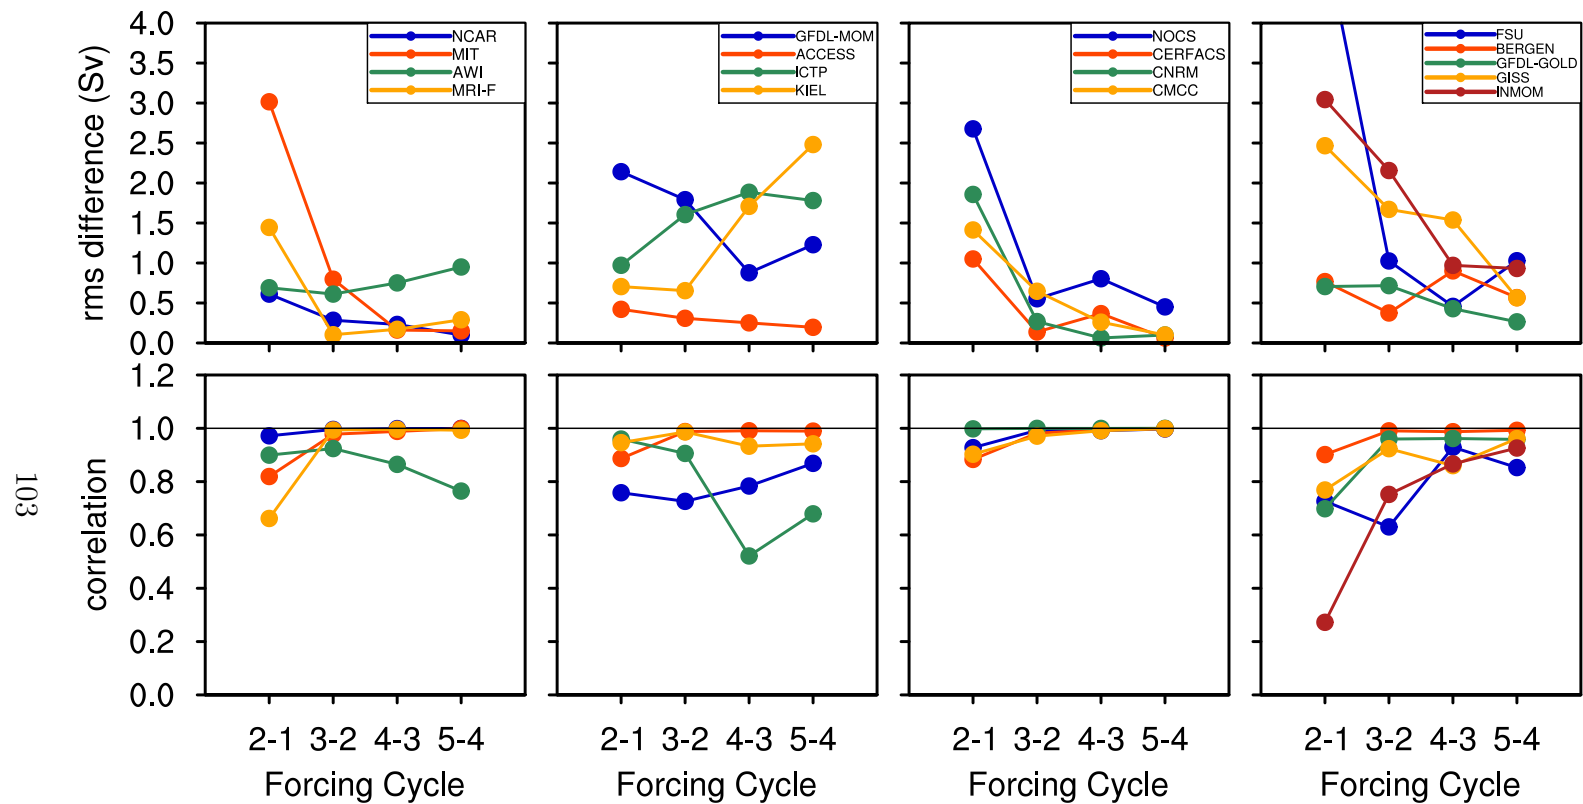 4.0
3.5
3.0
2.5
2.0
1.5
1.0
0.5
0.0
rms difference (Sv)
NCAR
MIT
AWI
MRI-F
GFDL-MOM
ACCESS
ICTP
KIEL
NOCS
CERFACS
CNRM
CMCC
FSU
BERGEN
GFDL-GOLD
GISS
INMOM
1.2
1.0
0.8
0.6
0.4
0.2
0.0
correlation
2-1 3-2 4-3 5-4
Forcing Cycle
2-1 3-2 4-3 5-4
Forcing Cycle
2-1 3-2 4-3 5-4
Forcing Cycle
2-1 3-2 4-3 5-4
Forcing Cycle
103